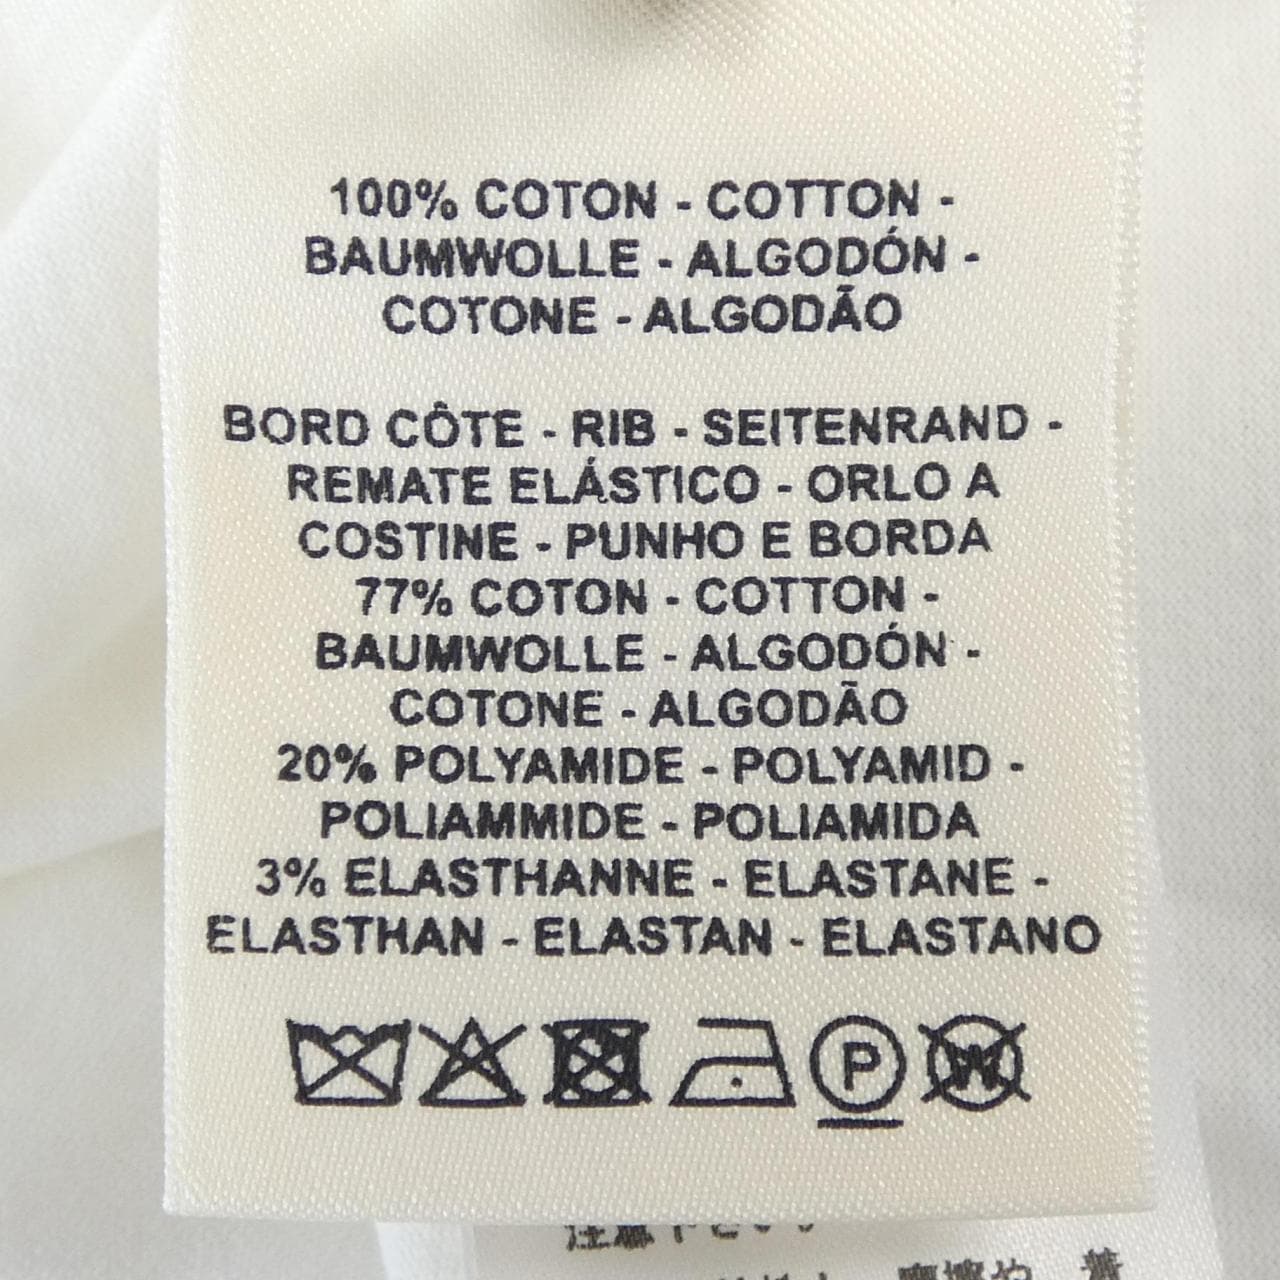 100% COTON - COTTON -
BAUMWOLLE - ALGODÓN -
COTONE - ALGODÃO
BORD CÔTE - RIB - SEITENRAND -
REMATE ELÁSTICO - ORLO A
COSTINE - PUNHO E BORDA
77% COTON - COTTON -
BAUMWOLLE - ALGODÓN -
COTONE - ALGODÃO
20% POLYAMIDE - POLYAMID -
POLIAMMIDE - POLIAMIDA
3% ELASTHANNE - ELASTANE -
ELASTHAN - ELASTAN - ELASTANO
P W